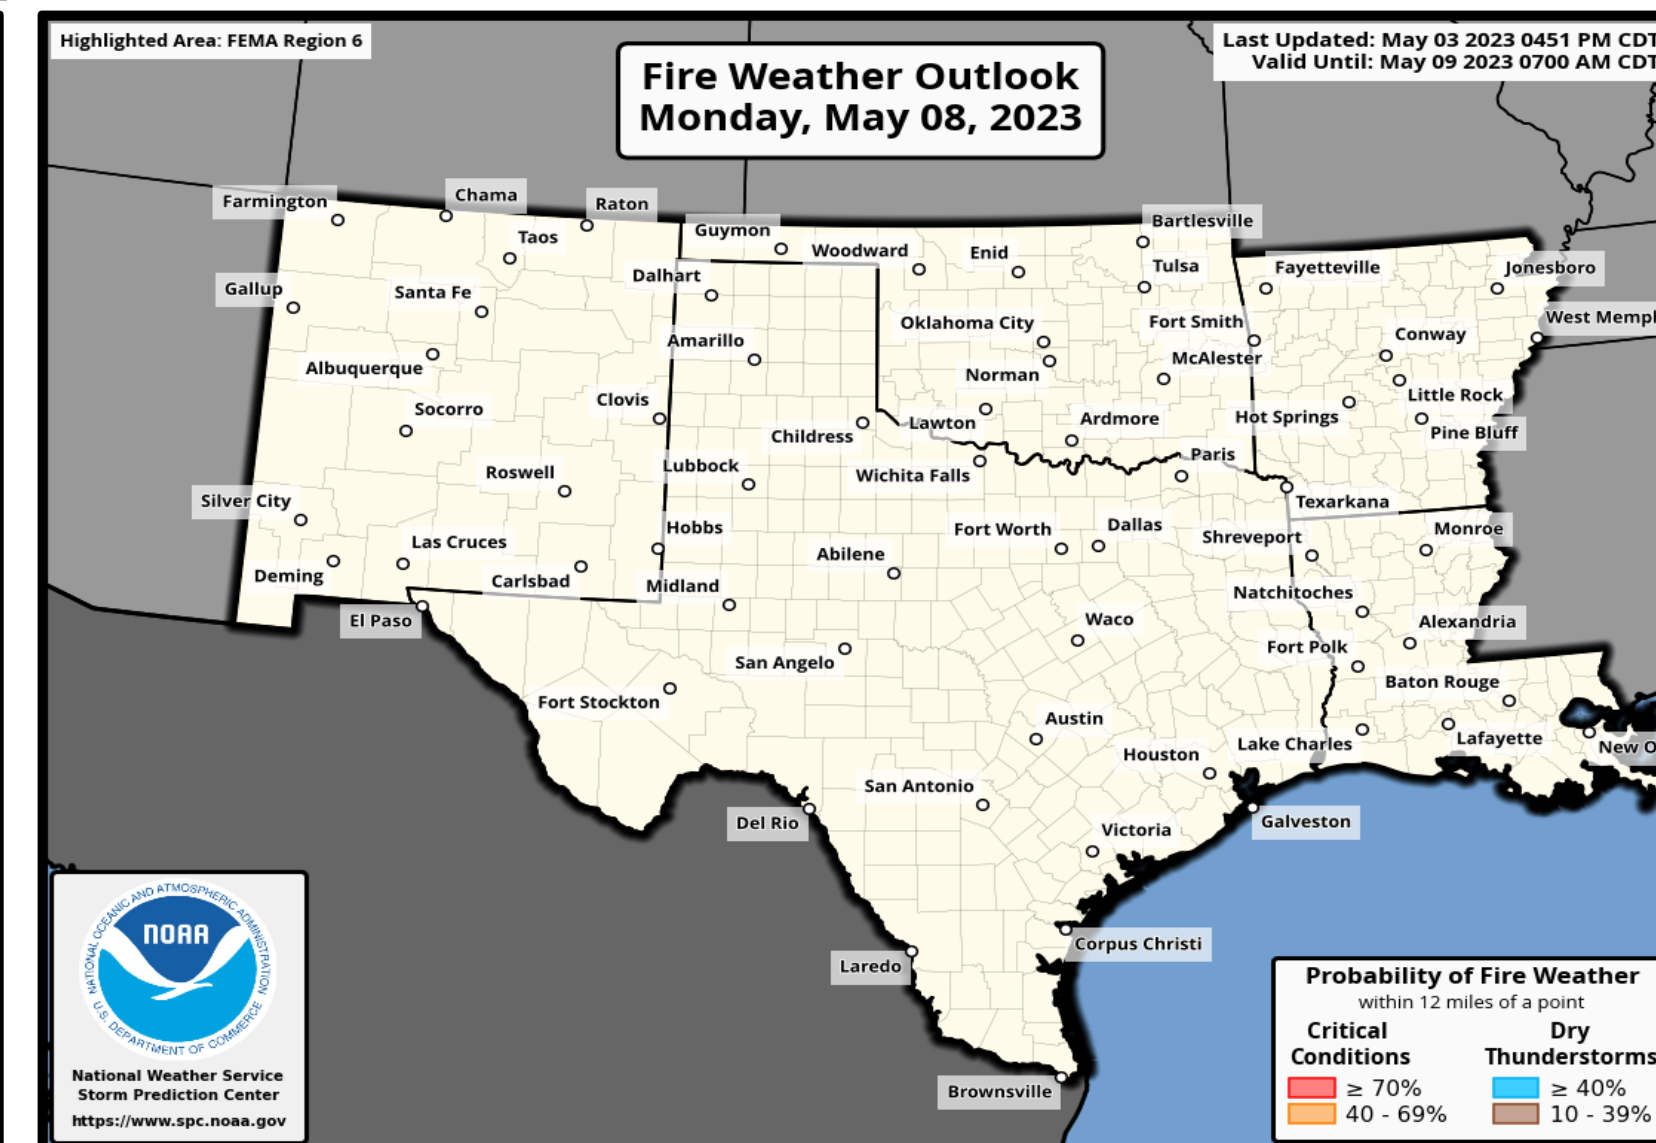 Highlighted Area: FEMA Region 6
Fire Weather Outlook
Monday, May 08, 2023
Last Updated: May 03 2023 0451 PM CDT
Valid Until: May 09 2023 0700 AM CDT
Farmington
Chama
Raton
Taos
Guymon
Woodward
Enid
Bartlesville
Tulsa
Fayetteville
Jonesboro
Gallup
Santa Fe
Dalhart
Oklahoma City
Fort Smith
Conway
West Memp
Albuquerque
Amarillo
Norman
McAlester
Little Rock
Socorro
Clovis
Childress
Lawton
Ardmore
Hot Springs
Pine Bluff
Roswell
Lubbock
Wichita Falls
Paris
Texarkana
Silver City
Las Cruces
Hobbs
Abilene
Fort Worth
Dallas
Shreveport
Monroe
Deming
Carlsbad
Midland
Natchitoches
El Paso
San Angelo
Waco
Fort Polk
Alexandria
Fort Stockton
Austin
Baton Rouge
Houston
Lake Charles
Lafayette
New O
San Antonio
Del Rio
Victoria
Galveston
Corpus Christi
Laredo
Brownsville
NATIONAL OCEANIC AND ATMOSPHERIC ADMINISTRATION
NOAA
U.S. DEPARTMENT OF COMMERCE
National Weather Service
Storm Prediction Center
https://www.spc.noaa.gov
Probability of Fire Weather
within 12 miles of a point
Critical Conditions
≥ 70%
40 - 69%
Dry Thunderstorms
≥ 40%
10 - 39%